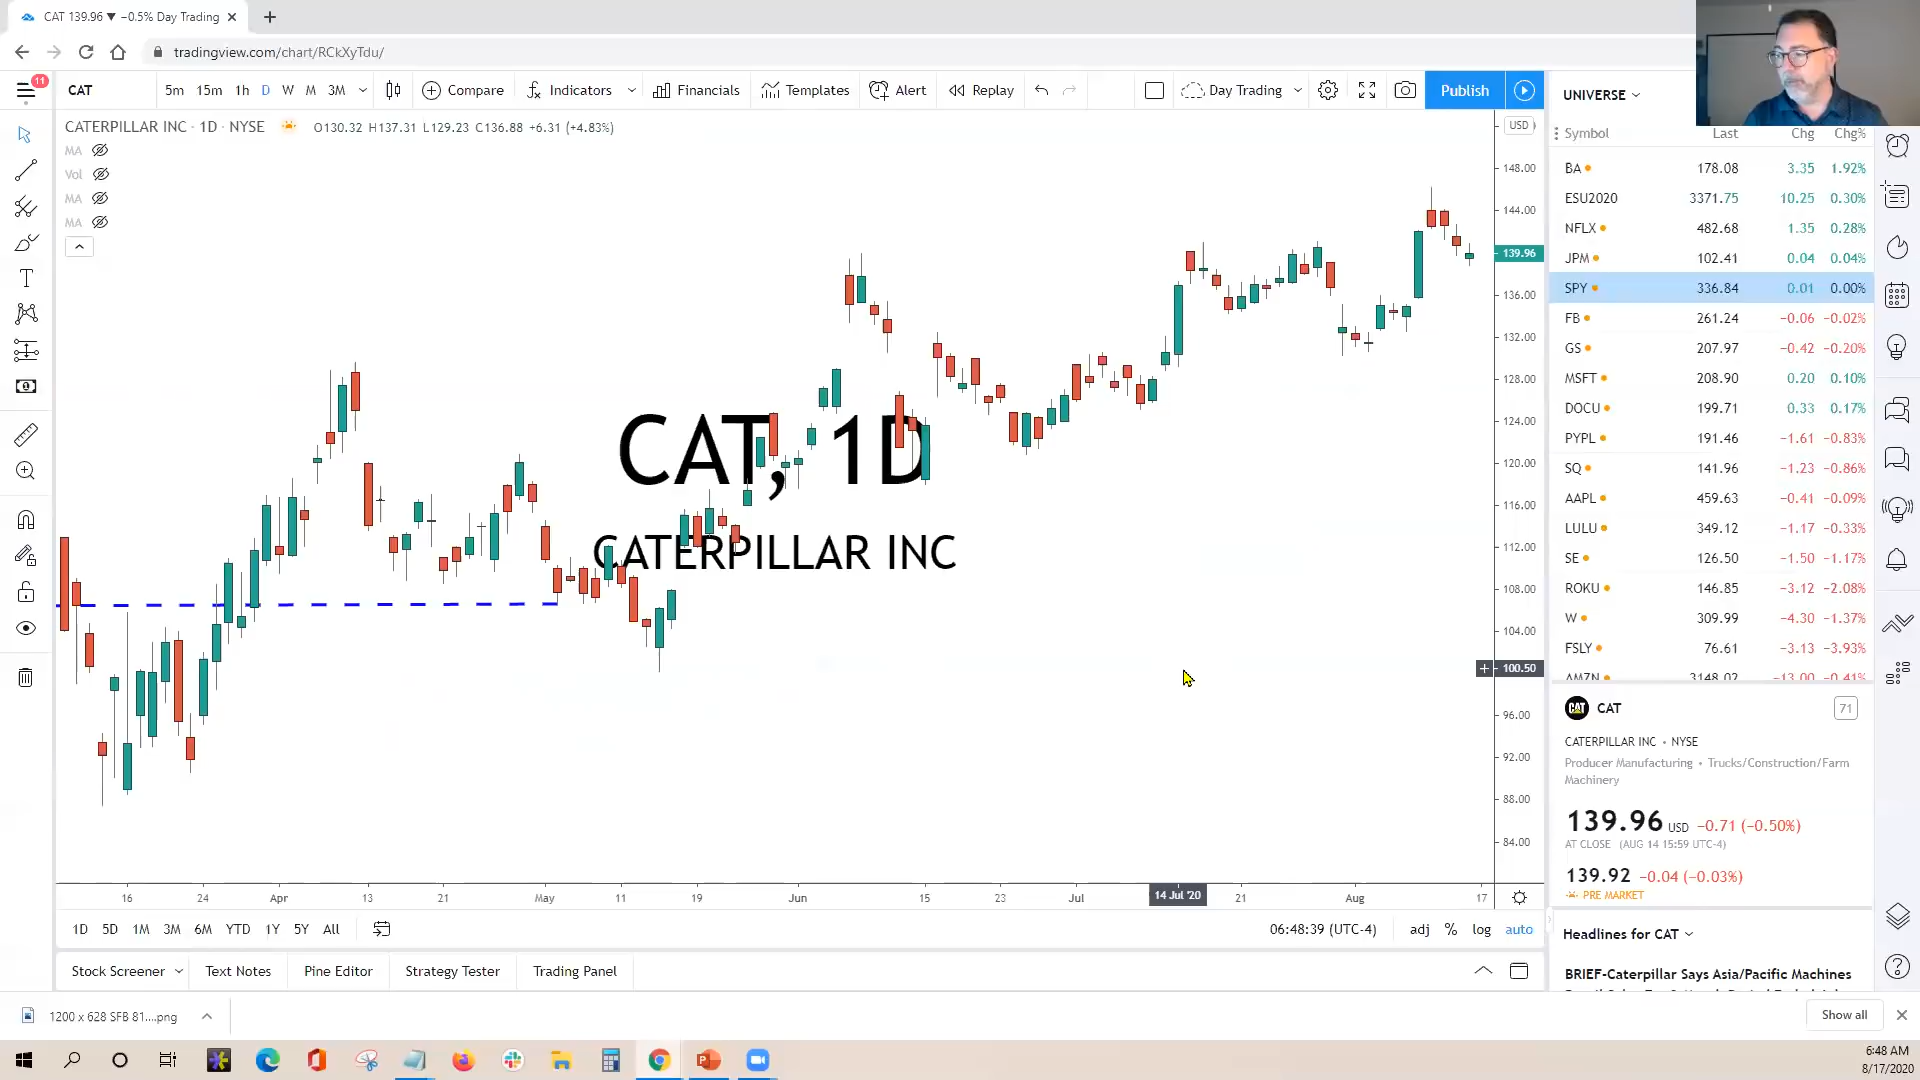 CAT 139.96 ▼ −0.5% Day Trading
tradingview.com/chart/RCkXyTdu/
11
CAT 5m 15m 1h D W M 3M Compare Indicators Financials Templates Alert Replay Day Trading Publish
CATERPILLAR INC · 1D · NYSE O130.32 H137.31 L129.23 C136.88 +6.31 (+4.83%)
MA
Vol
MA
MA
CAT, 1D
CATERPILLAR INC
USD
148.00
144.00
139.96
136.00
132.00
128.00
124.00
120.00
116.00
112.00
108.00
104.00
100.50
96.00
92.00
88.00
84.00
16 24 Apr 13 21 May 11 19 Jun 15 23 Jul 14 Jul '20 21 Aug 17
1D 5D 1M 3M 6M YTD 1Y 5Y All 06:48:39 (UTC-4) adj % log auto
Stock Screener Text Notes Pine Editor Strategy Tester Trading Panel
UNIVERSE
Symbol Last Chg Chg%
BA 178.08 3.35 1.92%
ESU2020 3371.75 10.25 0.30%
NFLX 482.68 1.35 0.28%
JPM 102.41 0.04 0.04%
SPY 336.84 0.01 0.00%
FB 261.24 −0.06 −0.02%
GS 207.97 −0.42 −0.20%
MSFT 208.90 0.20 0.10%
DOCU 199.71 0.33 0.17%
PYPL 191.46 −1.61 −0.83%
SQ 141.96 −1.23 −0.86%
AAPL 459.63 −0.41 −0.09%
LULU 349.12 −1.17 −0.33%
SE 126.50 −1.50 −1.17%
ROKU 146.85 −3.12 −2.08%
W 309.99 −4.30 −1.37%
FSLY 76.61 −3.13 −3.93%
AMZN 3148.02 −13.00 −0.41%
CAT CAT 71
CATERPILLAR INC • NYSE
Producer Manufacturing • Trucks/Construction/Farm
Machinery
139.96 USD −0.71 (−0.50%)
AT CLOSE (AUG 14 15:59 UTC-4)
139.92 −0.04 (−0.03%)
PRE MARKET
Headlines for CAT
BRIEF-Caterpillar Says Asia/Pacific Machines
1200 x 628 SFB 81....png
Show all
6:48 AM
8/17/2020